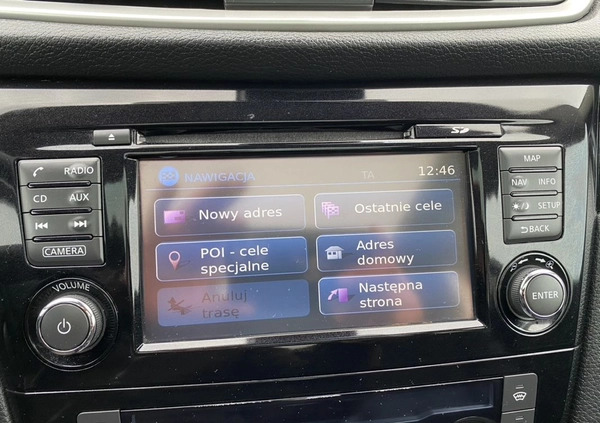 SD
RADIO
CD AUX
CAMERA
VOLUME
NAWIGACJA TA 12:46
Nowy adres
Ostatnie cele
POI - cele
specjalne
Adres
domowy
Anuluj
trasę
Następna
strona
MAP
NAV INFO
SETUP
BACK
ENTER